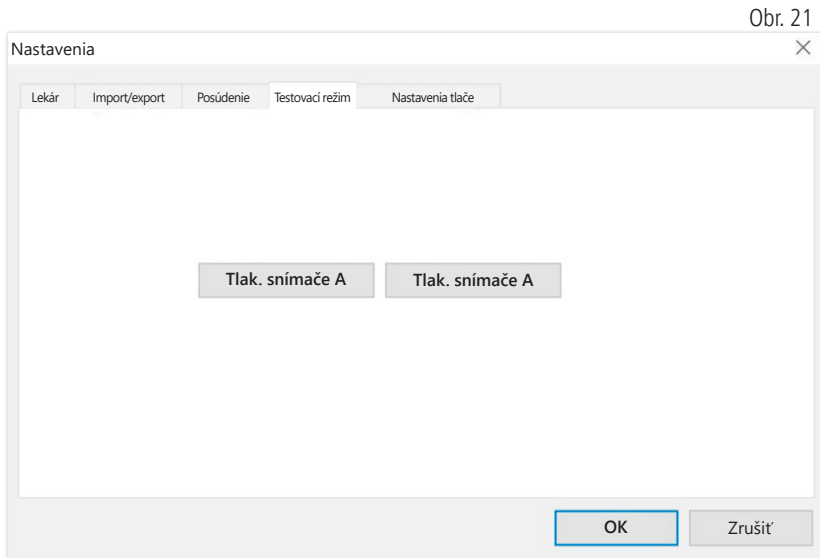 Obr. 21
Nastavenia
Lekár Import/export Posúdenie Testovací režim Nastavenia tlače
Tlak. snímače A Tlak. snímače A
OK Zrušiť